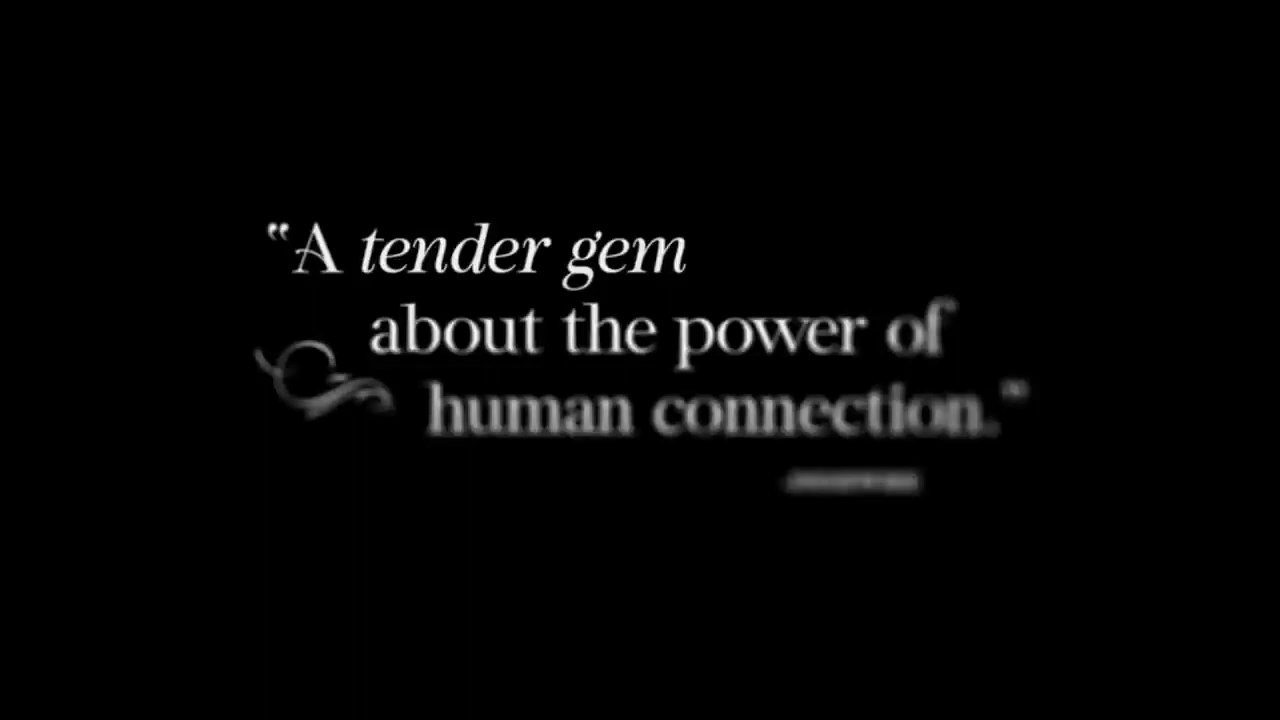 “A tender gem
about the power of
human connection.”